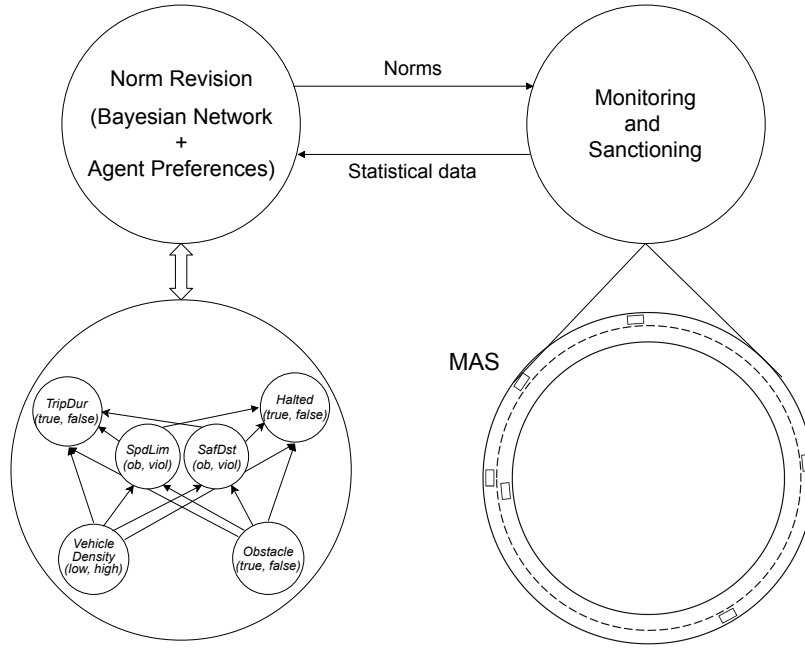 Norm Revision
(Bayesian Network
+
Agent Preferences)
Norms
Statistical data
Monitoring
and
Sanctioning
MAS
TripDur
(true, false)
Halted
(true, false)
SpdLim
(ob, viol)
SafDst
(ob, viol)
Vehicle
Density
(low, high)
Obstacle
(true, false)